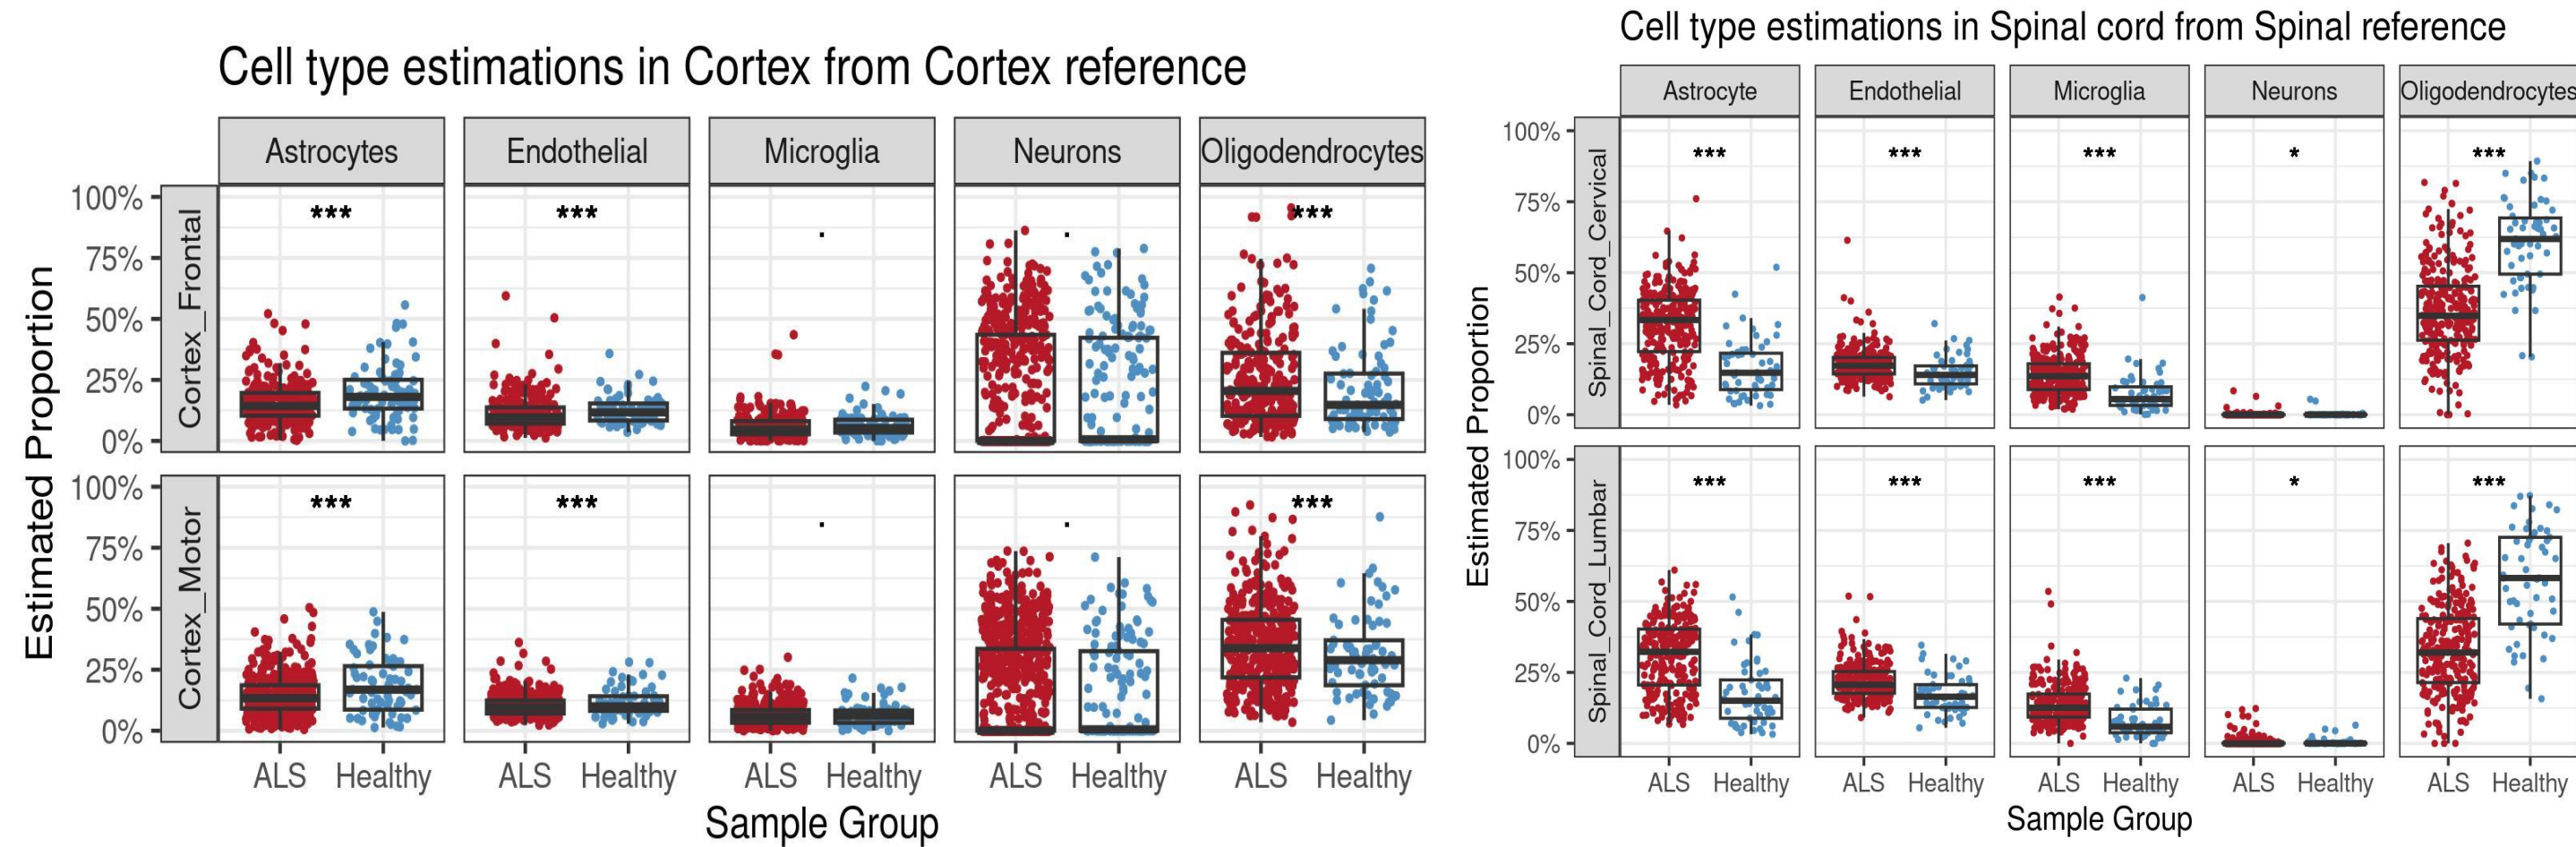 Cell type estimations in Cortex from Cortex reference
Astrocytes Endothelial Microglia Neurons Oligodendrocytes
Estimated Proportion
Cortex_Frontal
100%
75%
50%
25%
0%
*** *** . . ***
Cortex_Motor
100%
75%
50%
25%
0%
*** *** . . ***
ALS Healthy ALS Healthy ALS Healthy ALS Healthy ALS Healthy
Sample Group
Cell type estimations in Spinal cord from Spinal reference
Astrocyte Endothelial Microglia Neurons Oligodendrocytes
Estimated Proportion
Spinal_Cord_Cervical
100%
75%
50%
25%
0%
*** *** *** * ***
Spinal_Cord_Lumbar
100%
75%
50%
25%
0%
*** *** *** * ***
ALS Healthy ALS Healthy ALS Healthy ALS Healthy ALS Healthy
Sample Group